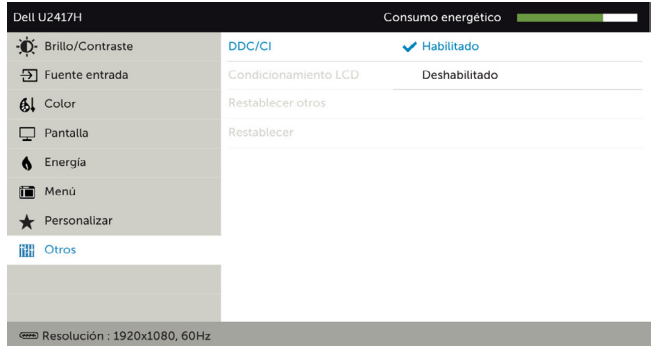 Dell U2417H Consumo energético
Brillo/Contraste DDC/CI Habilitado
Fuente entrada Condicionamiento LCD Deshabilitado
Color Restablecer otros
Pantalla Restablecer
Energía
Menú
Personalizar
Otros
Resolución : 1920x1080, 60Hz